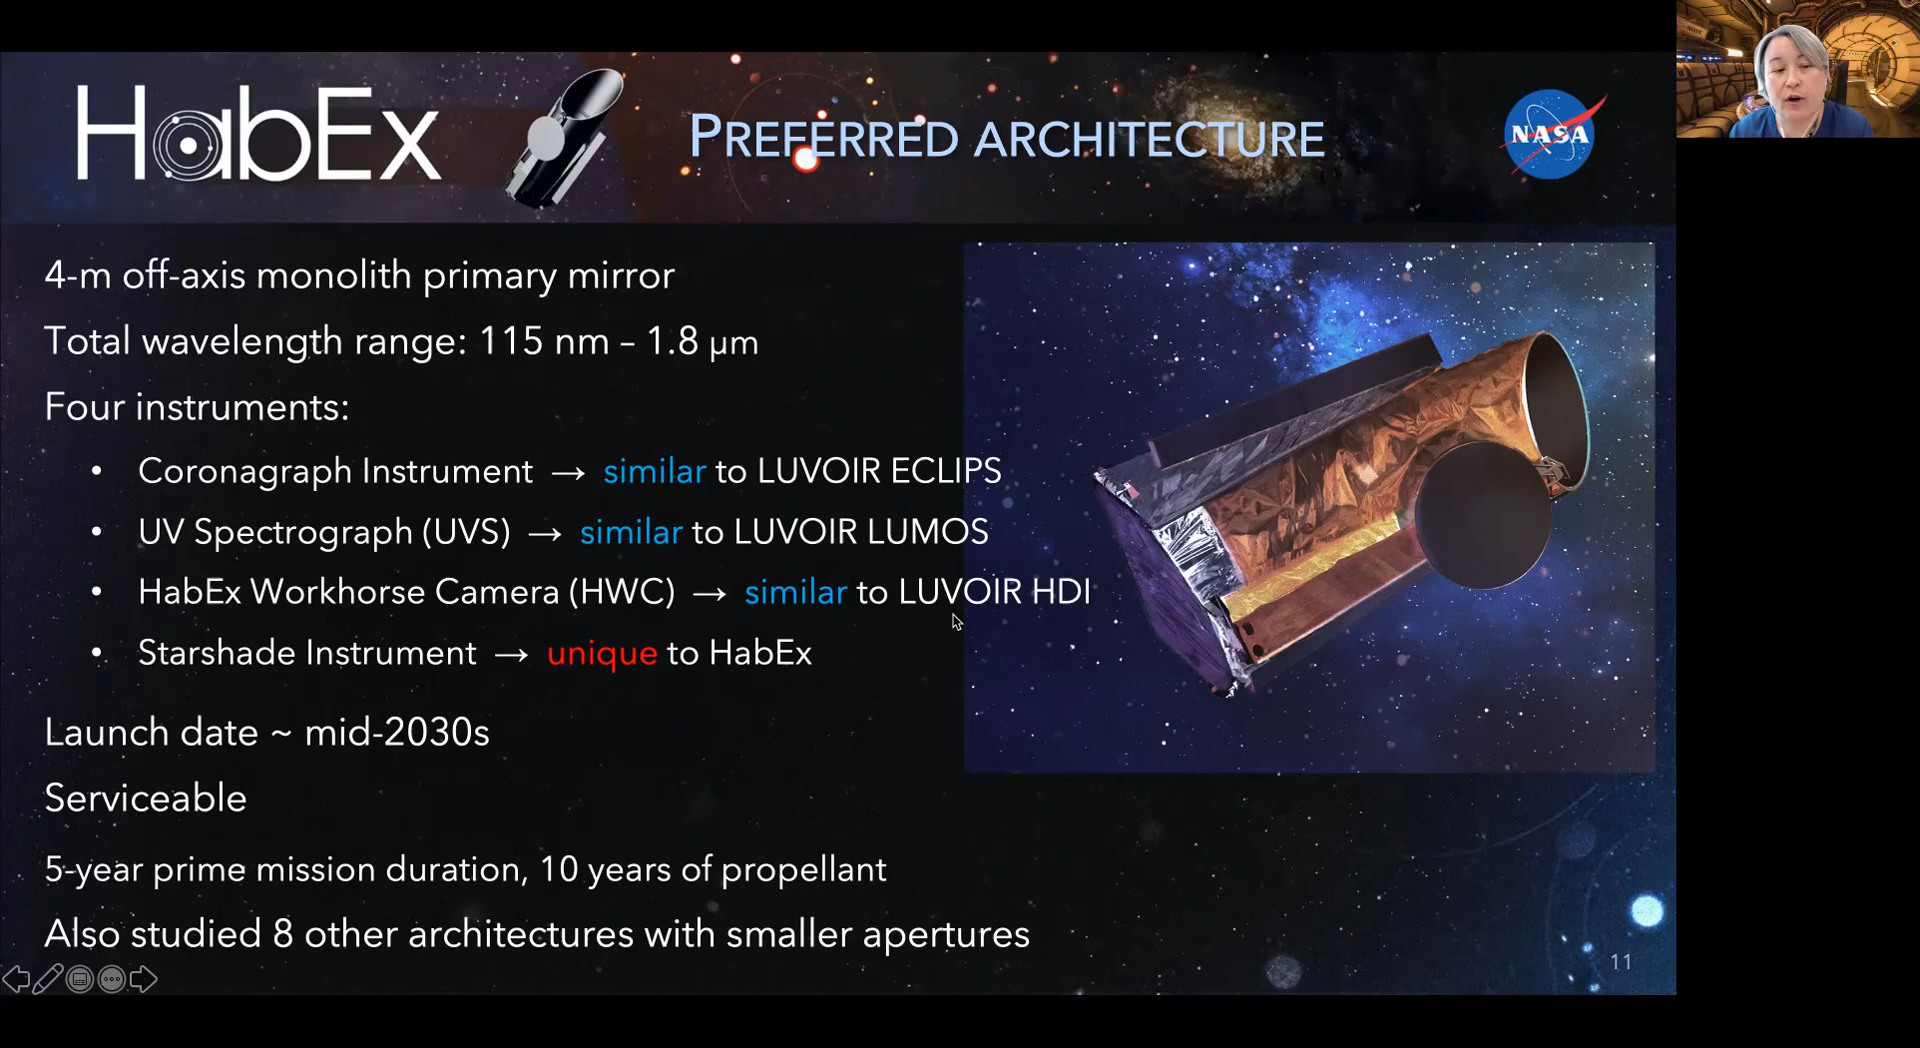 HabEx
PREFERRED ARCHITECTURE
NASA
4-m off-axis monolith primary mirror
Total wavelength range: 115 nm – 1.8 μm
Four instruments:
• Coronagraph Instrument → similar to LUVOIR ECLIPS
• UV Spectrograph (UVS) → similar to LUVOIR LUMOS
• HabEx Workhorse Camera (HWC) → similar to LUVOIR HDI
• Starshade Instrument → unique to HabEx
Launch date ~ mid-2030s
Serviceable
5-year prime mission duration, 10 years of propellant
Also studied 8 other architectures with smaller apertures
11